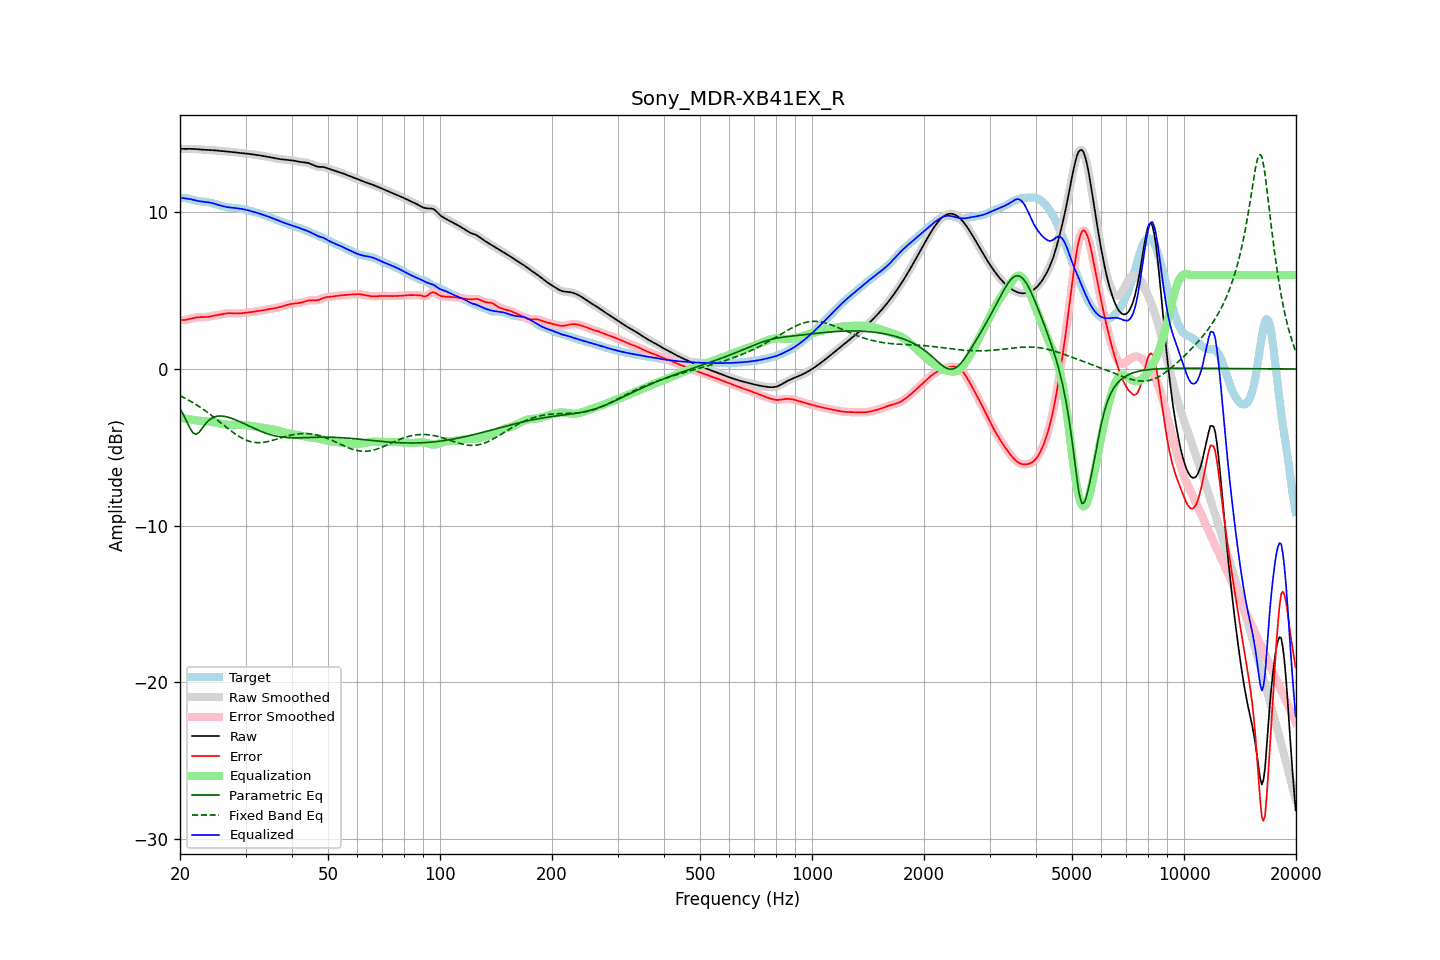 Sony_MDR-XB41EX_R
Amplitude (dBr)
10
0
−10
−20
−30
Target
Raw Smoothed
Error Smoothed
Raw
Error
Equalization
Parametric Eq
Fixed Band Eq
Equalized
20 50 100 200 500 1000 2000 5000 10000 20000
Frequency (Hz)